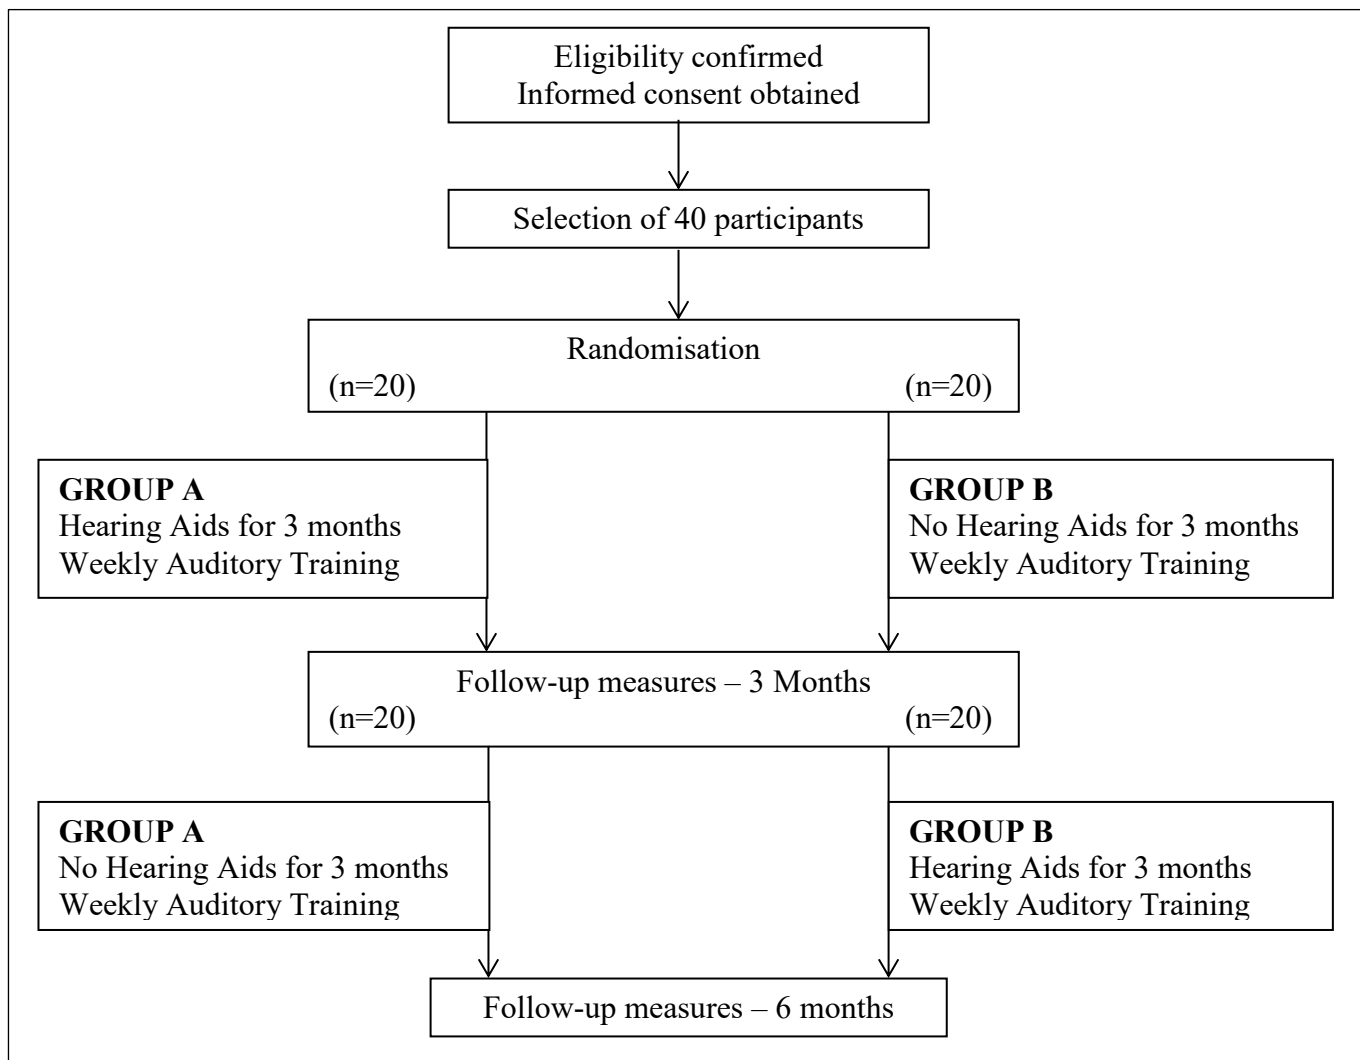 Eligibility confirmed
Informed consent obtained
Selection of 40 participants
Randomisation
(n=20) (n=20)
GROUP A
Hearing Aids for 3 months
Weekly Auditory Training
GROUP B
No Hearing Aids for 3 months
Weekly Auditory Training
Follow-up measures – 3 Months
(n=20) (n=20)
GROUP A
No Hearing Aids for 3 months
Weekly Auditory Training
GROUP B
Hearing Aids for 3 months
Weekly Auditory Training
Follow-up measures – 6 months